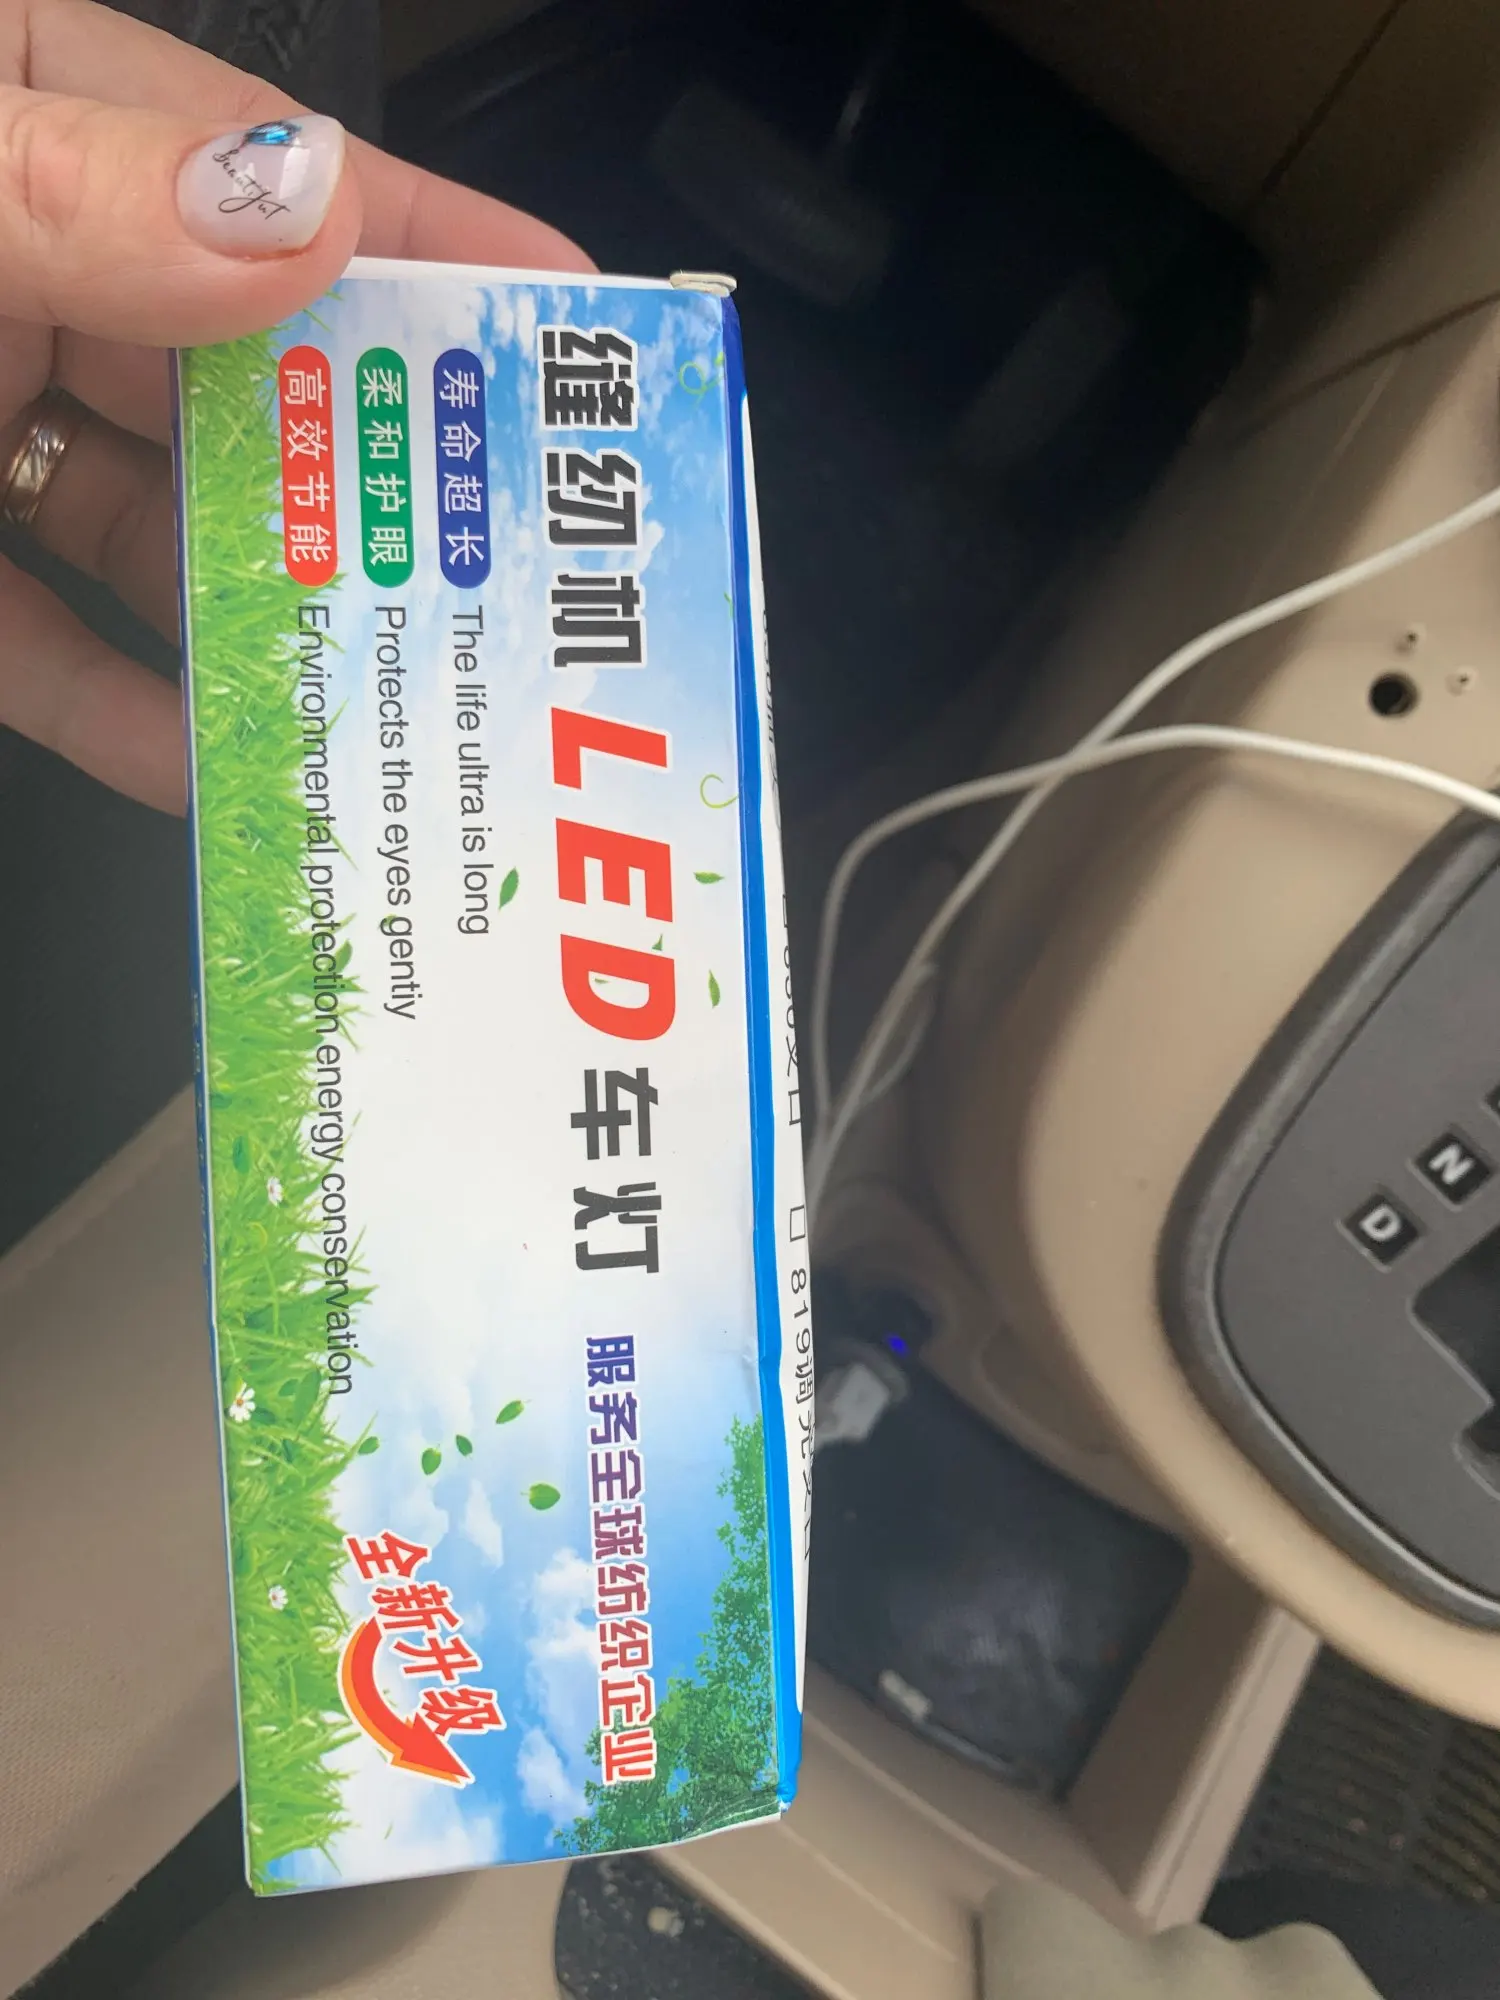 缝纫机LED车灯 服务全球纺织企业
寿命超长 The life ultra is long
柔和护眼 Protects the eyes gentiy
高效节能 Environmental protection energy conservation
全新升级
819调光
beautiful
N
D